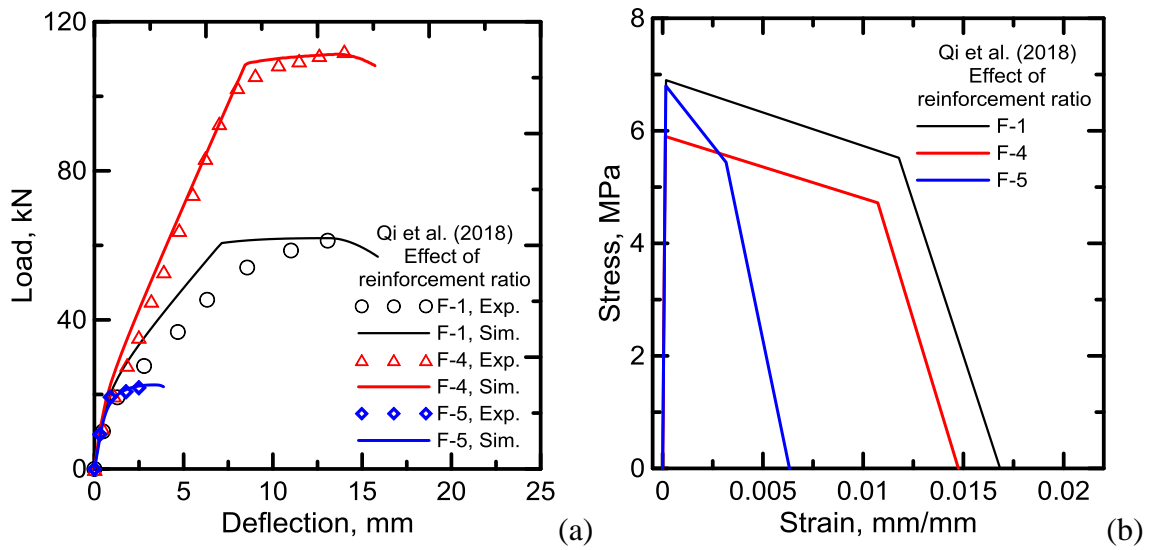 120
80
40
0
Load, kN
Qi et al. (2018)
Effect of
reinforcement ratio
F-1, Exp.
F-1, Sim.
F-4, Exp.
F-4, Sim.
F-5, Exp.
F-5, Sim.
0 5 10 15 20 25
Deflection, mm
(a)
8
6
4
2
0
Stress, MPa
Qi et al. (2018)
Effect of
reinforcement ratio
F-1
F-4
F-5
0 0.005 0.01 0.015 0.02
Strain, mm/mm
(b)